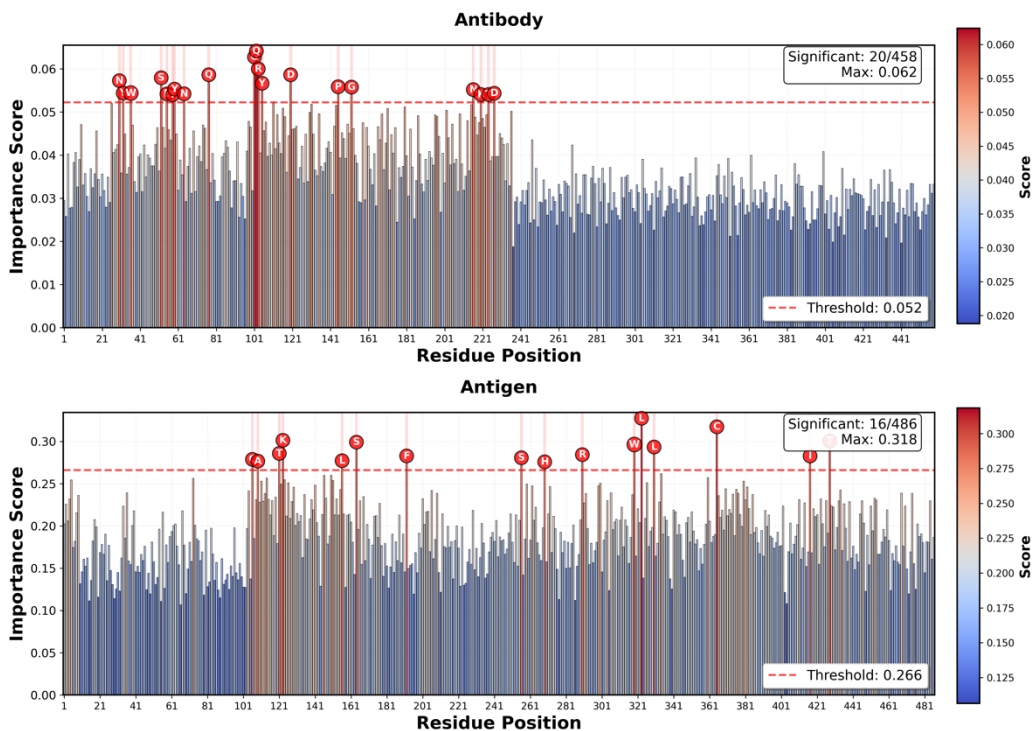 Antibody
Significant: 20/458
Max: 0.062
N W S N Q Q R Y D P G N D
0.06
0.05
0.04
0.03
0.02
0.01
0.00
Importance Score
Threshold: 0.052
1 21 41 61 81 101 121 141 161 181 201 221 241 261 281 301 321 341 361 381 401 421 441
Residue Position
0.060
0.055
0.050
0.045
0.040
0.035
0.030
0.025
0.020
Score
Antigen
Significant: 16/486
Max: 0.318
A T K L S F S H R W L L C
0.30
0.25
0.20
0.15
0.10
0.05
0.00
Importance Score
Threshold: 0.266
1 21 41 61 81 101 121 141 161 181 201 221 241 261 281 301 321 341 361 381 401 421 441 461 481
Residue Position
0.300
0.275
0.250
0.225
0.200
0.175
0.150
0.125
Score